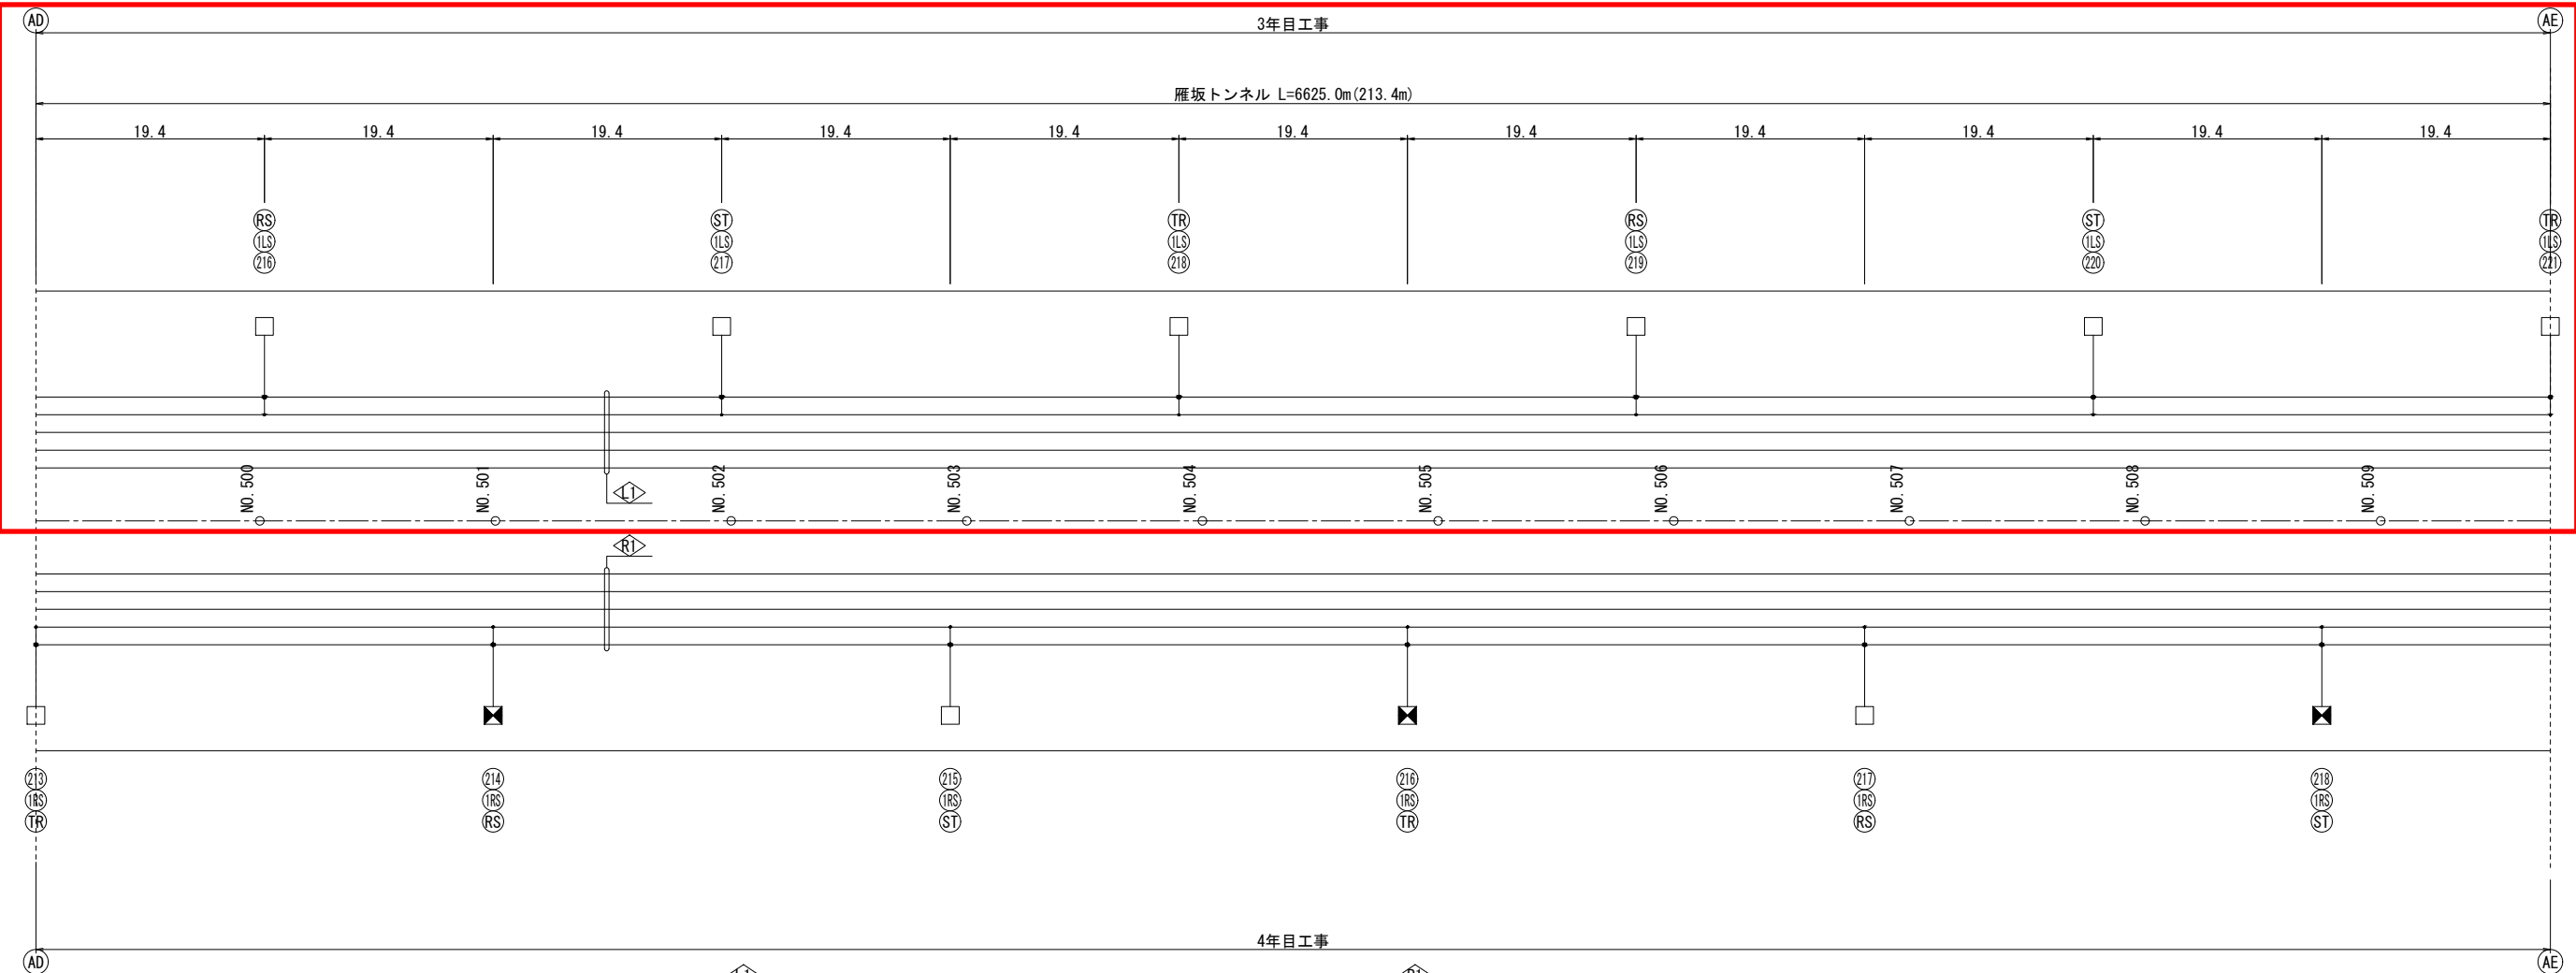 AD
AE
3年目工事
雁坂トンネル L=6625.0m(213.4m)
19.4 19.4 19.4 19.4 19.4 19.4 19.4 19.4 19.4 19.4 19.4
RS ST TR RS ST TR
1LS 1LS 1LS 1LS 1LS 1LS
216 217 218 219 220 221
NO.500 NO.501 NO.502 NO.503 NO.504 NO.505 NO.506 NO.507 NO.508 NO.509
L1
R1
213 214 215 216 217 218
1RS 1RS 1RS 1RS 1RS 1RS
TR RS ST TR RS ST
4年目工事
AD
AE